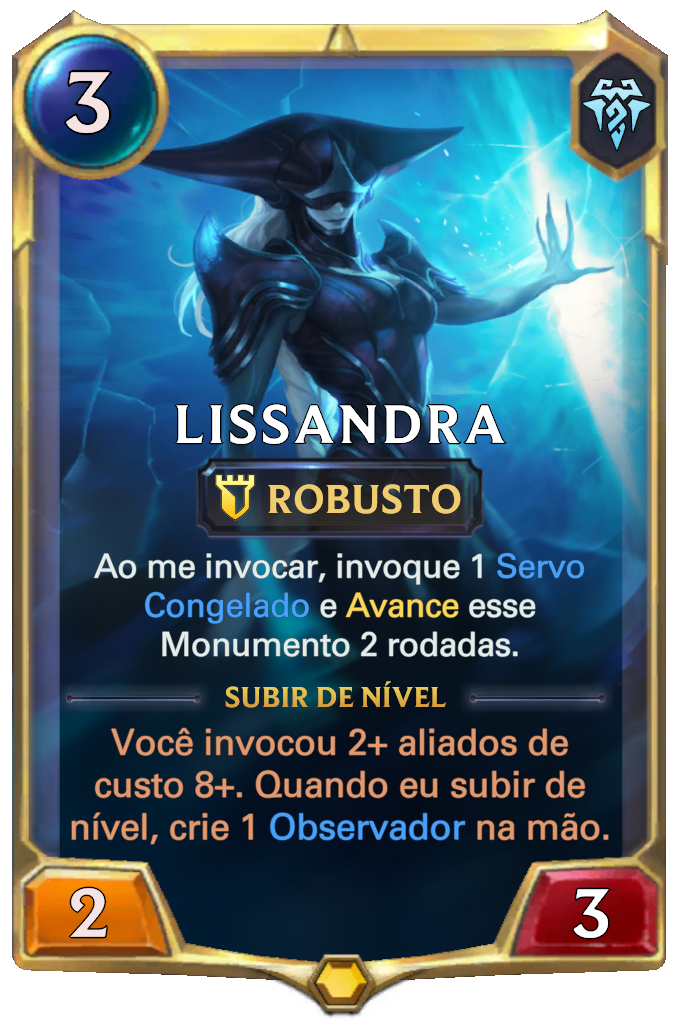 3
LISSANDRA
ROBUSTO
Ao me invocar, invoque 1 Servo
Congelado e Avance esse
Monumento 2 rodadas.
SUBIR DE NÍVEL
Você invocou 2+ aliados de
custo 8+. Quando eu subir de
nível, crie 1 Observador na mão.
2
3